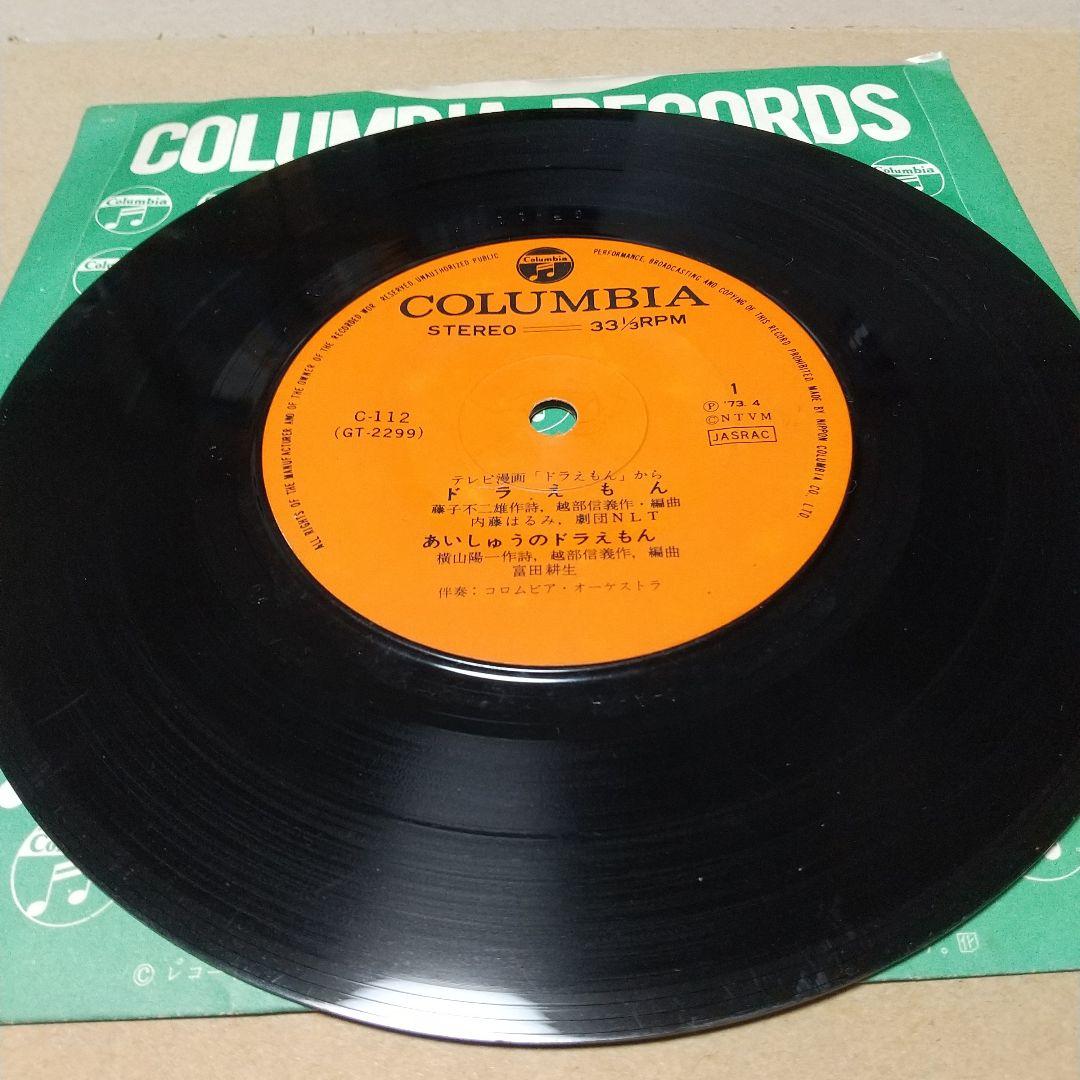 COLUMBIA RECORDS
Columbia
Columbia
ALL RIGHTS OF THE MANUFACTURER AND OF THE OWNER OF THE RECORDED WOR RESERVED. UNAUTHORIZED PUBLIC PERFORMANCE, BROADCASTING AND COPYING OF THIS RECORD PROHIBITED MADE BY NIPPON COLUMBIA CO. LTD
Columbia
COLUMBIA
STEREO 33⅓RPM
C-112
(GT-2299)
1
Ⓟ '73. 4
©NTVM
JASRAC
テレビ漫画「ドラえもん」から
ドラえもん
藤子不二雄作詩, 越部信義作・編曲
内藤はるみ, 劇団NLT
あいしゅうのドラえもん
横山陽一作詩, 越部信義作, 編曲
富田耕生
伴奏：コロムビア・オーケストラ
Columbia
© レコー